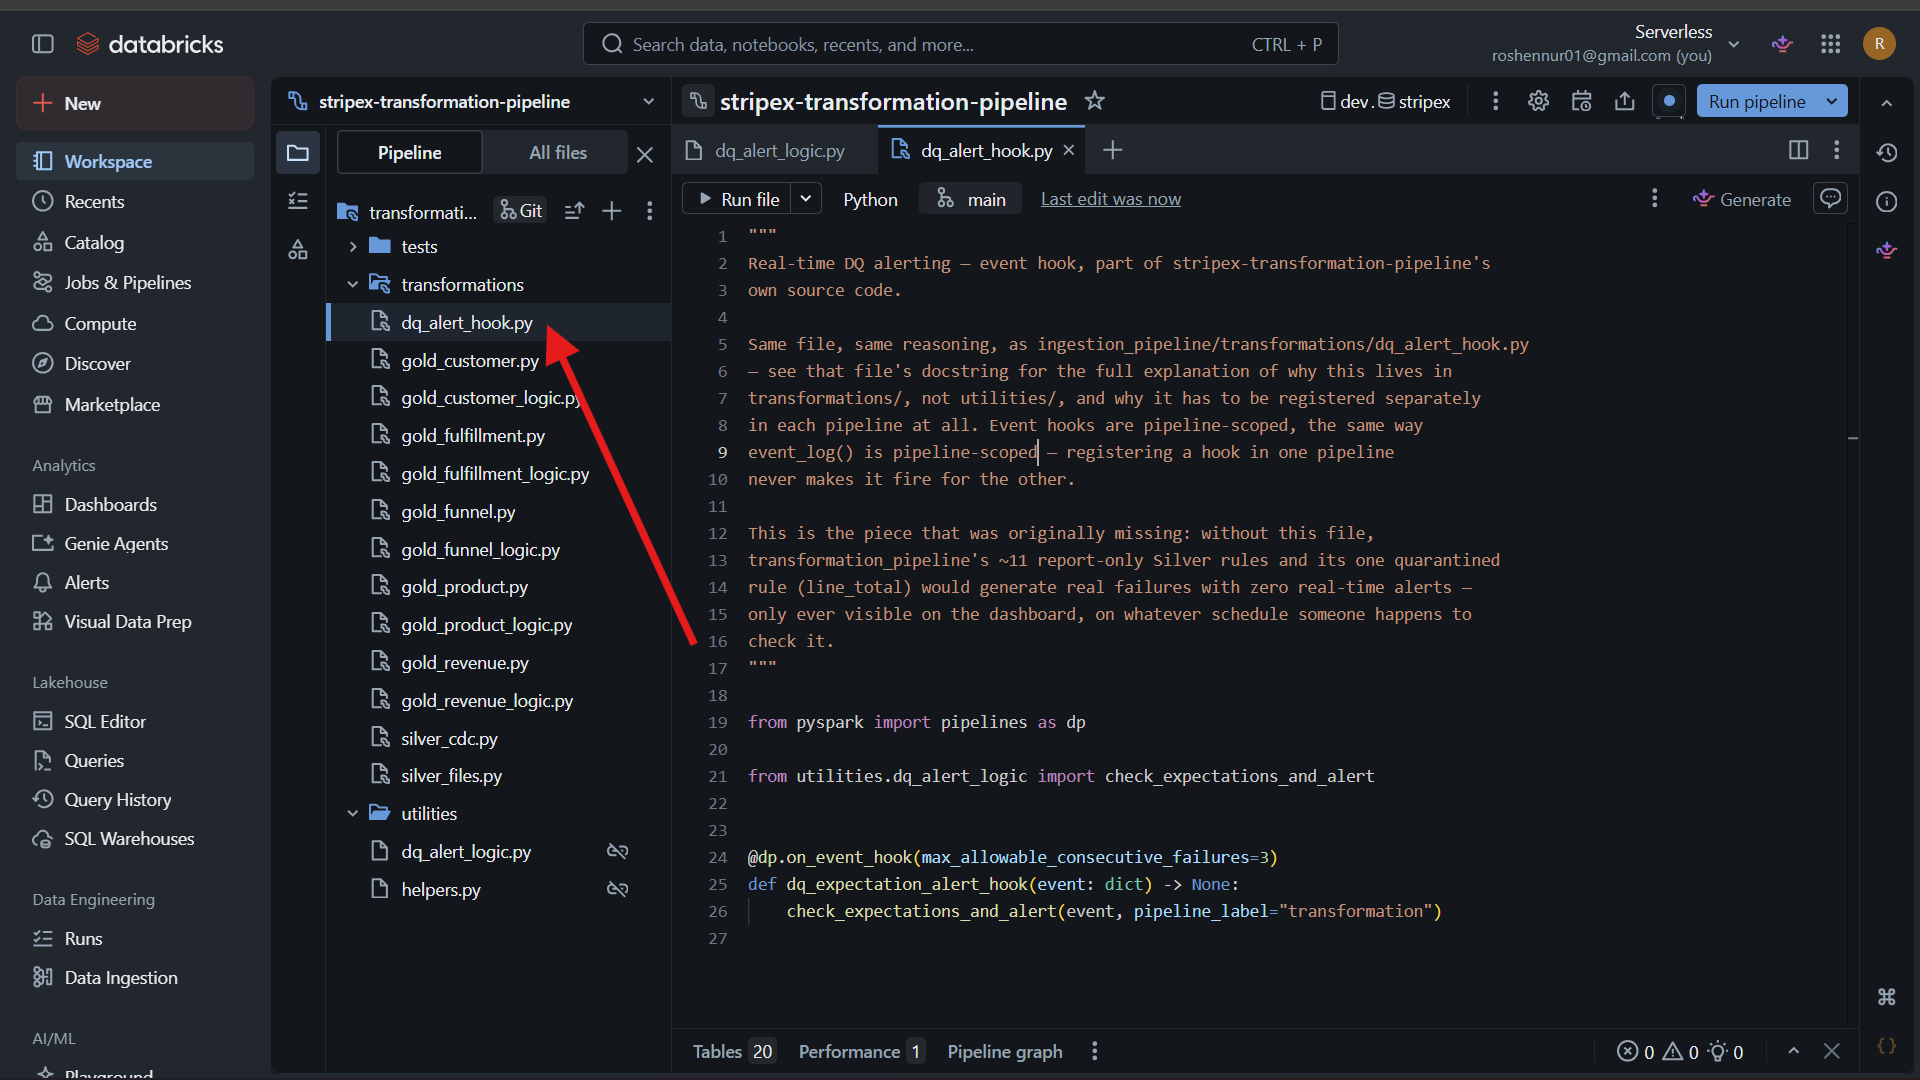 databricks
Search data, notebooks, recents, and more...
CTRL + P
Serverless
roshennur01@gmail.com (you)
R
New
Workspace
Recents
Catalog
Jobs & Pipelines
Compute
Discover
Marketplace
Analytics
Dashboards
Genie Agents
Alerts
Visual Data Prep
Lakehouse
SQL Editor
Queries
Query History
SQL Warehouses
Data Engineering
Runs
Data Ingestion
AI/ML
Playground
stripex-transformation-pipeline
Pipeline
All files
transformati...
Git
tests
transformations
dq_alert_hook.py
gold_customer.py
gold_customer_logic.py
gold_fulfillment.py
gold_fulfillment_logic.py
gold_funnel.py
gold_funnel_logic.py
gold_product.py
gold_product_logic.py
gold_revenue.py
gold_revenue_logic.py
silver_cdc.py
silver_files.py
utilities
dq_alert_logic.py
helpers.py
stripex-transformation-pipeline
dev. stripex
Run pipeline
dq_alert_logic.py
dq_alert_hook.py
Run file
Python
main
Last edit was now
Generate
1 """
2 Real-time DQ alerting — event hook, part of stripex-transformation-pipeline's
3 own source code.
4
5 Same file, same reasoning, as ingestion_pipeline/transformations/dq_alert_hook.py
6 — see that file's docstring for the full explanation of why this lives in
7 transformations/, not utilities/, and why it has to be registered separately
8 in each pipeline at all. Event hooks are pipeline-scoped, the same way
9 event_log() is pipeline-scoped — registering a hook in one pipeline
10 never makes it fire for the other.
11
12 This is the piece that was originally missing: without this file,
13 transformation_pipeline's ~11 report-only Silver rules and its one quarantined
14 rule (line_total) would generate real failures with zero real-time alerts —
15 only ever visible on the dashboard, on whatever schedule someone happens to
16 check it.
17 """
18
19 from pyspark import pipelines as dp
20
21 from utilities.dq_alert_logic import check_expectations_and_alert
22
23
24 @dp.on_event_hook(max_allowable_consecutive_failures=3)
25 def dq_expectation_alert_hook(event: dict) -> None:
26 check_expectations_and_alert(event, pipeline_label="transformation")
27
Tables 20
Performance 1
Pipeline graph
0 0 0